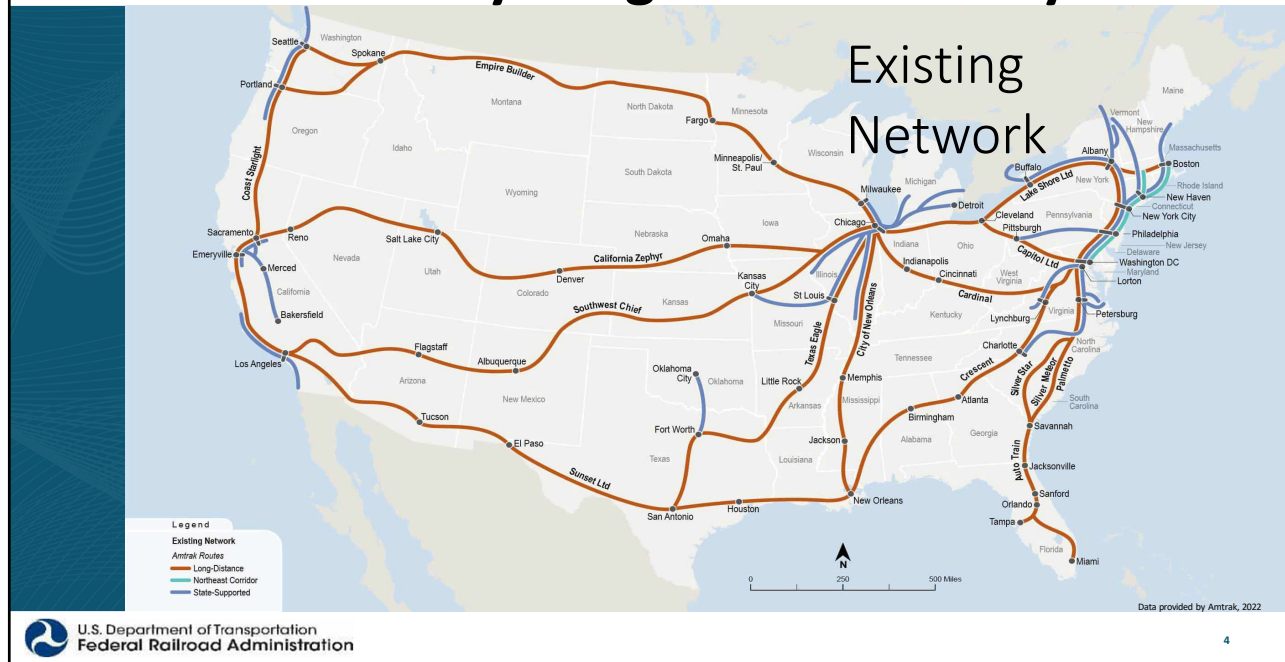 Existing
Network
Seattle
Washington
Spokane
Empire Builder
Portland
Montana
North Dakota
Minnesota
Fargo
Oregon
Idaho
Coast Starlight
Minneapolis/
St. Paul
Wisconsin
South Dakota
Michigan
Milwaukee
Wyoming
Maine
Vermont
New
Hampshire
Massachusetts
Albany
Boston
Buffalo
Lake Shore Ltd
New York
Rhode Island
New Haven
Connecticut
New York City
Detroit
Chicago
Cleveland
Pennsylvania
Pittsburgh
Philadelphia
New Jersey
Delaware
Washington DC
Maryland
Lorton
Capitol Ltd
Sacramento
Reno
Salt Lake City
Emeryville
Merced
Nevada
Utah
California
Bakersfield
Iowa
Nebraska
Omaha
California Zephyr
Denver
Colorado
Kansas
City
Illinois
Indiana
Ohio
Indianapolis
Cincinnati
West
Virginia
Cardinal
St Louis
Southwest Chief
Kansas
Missouri
Kentucky
Lynchburg
Virginia
Petersburg
Los Angeles
Flagstaff
Albuquerque
Arizona
New Mexico
Oklahoma
City
Oklahoma
Texas Eagle
City of New Orleans
Tennessee
Charlotte
North
Carolina
Crescent
Silver Star
Silver Meteor
Palmetto
South
Carolina
Little Rock
Arkansas
Memphis
Mississippi
Atlanta
Birmingham
Alabama
Georgia
Savannah
Tucson
El Paso
Fort Worth
Texas
Louisiana
Jackson
Auto Train
Jacksonville
Sunset Ltd
San Antonio
Houston
New Orleans
Sanford
Orlando
Tampa
Florida
Miami
Legend
Existing Network
Amtrak Routes
Long-Distance
Northeast Corridor
State-Supported
N
0 250 500 Miles
Data provided by Amtrak, 2022
U.S. Department of Transportation
Federal Railroad Administration
4